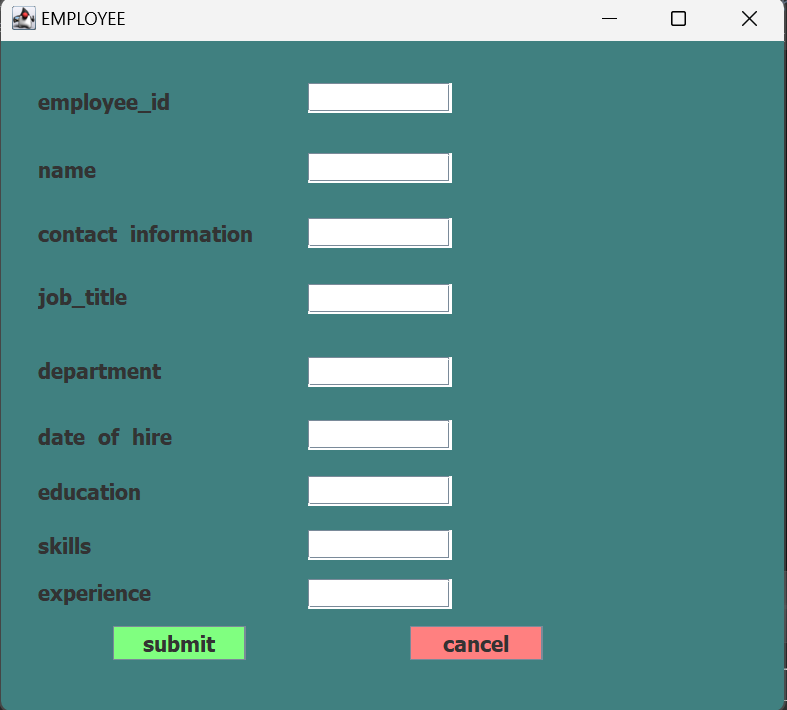 EMPLOYEE
employee_id
name
contact information
job_title
department
date of hire
education
skills
experience
submit cancel